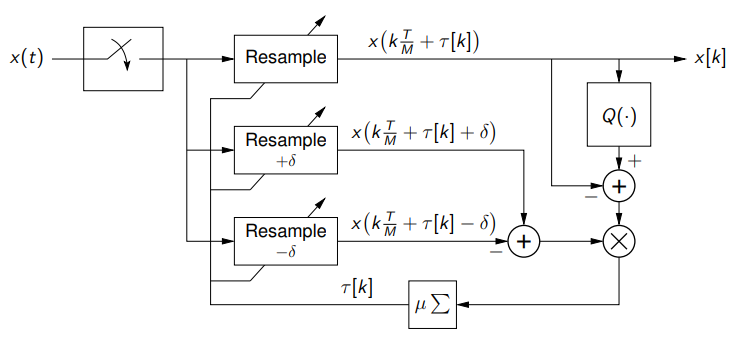 x(t)
Resample
x(k T/M + τ[k])
x[k]
Q(·)
Resample
+δ
x(k T/M + τ[k] + δ)
+
−
+
Resample
−δ
x(k T/M + τ[k] − δ)
−
+
×
τ[k]
μ∑